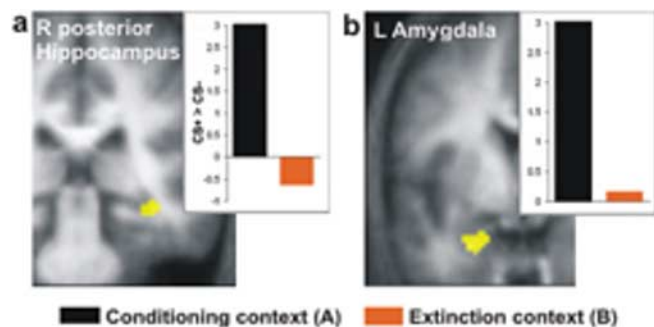 a
R posterior
Hippocampus
CS+ > CS-
3
2.5
2
1.5
1
0.5
0
-0.5
-1
b
L Amygdala
3
2.5
2
1.5
1
0.5
0
Conditioning context (A)
Extinction context (B)